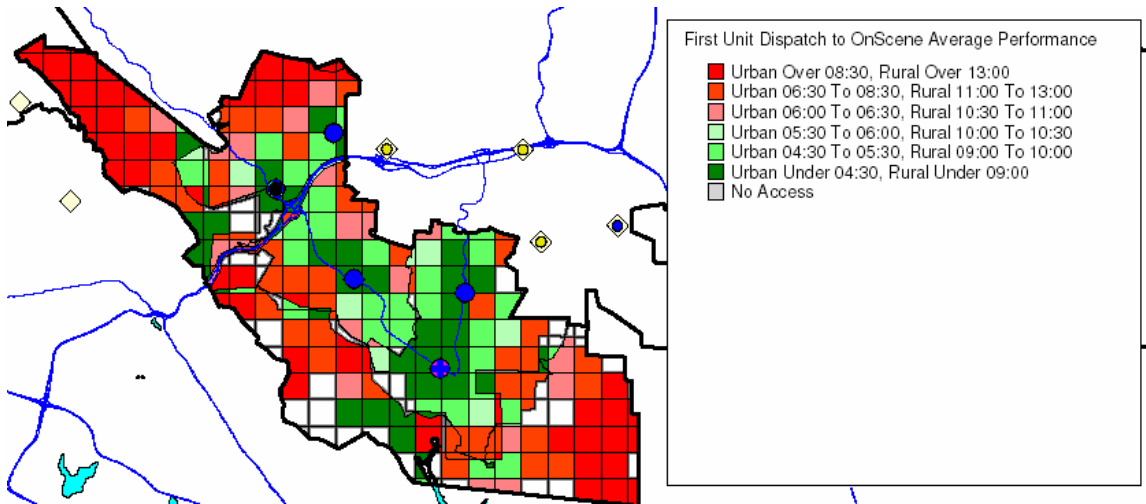 First Unit Dispatch to OnScene Average Performance
Urban Over 08:30, Rural Over 13:00
Urban 06:30 To 08:30, Rural 11:00 To 13:00
Urban 06:00 To 06:30, Rural 10:30 To 11:00
Urban 05:30 To 06:00, Rural 10:00 To 10:30
Urban 04:30 To 05:30, Rural 09:00 To 10:00
Urban Under 04:30, Rural Under 09:00
No Access